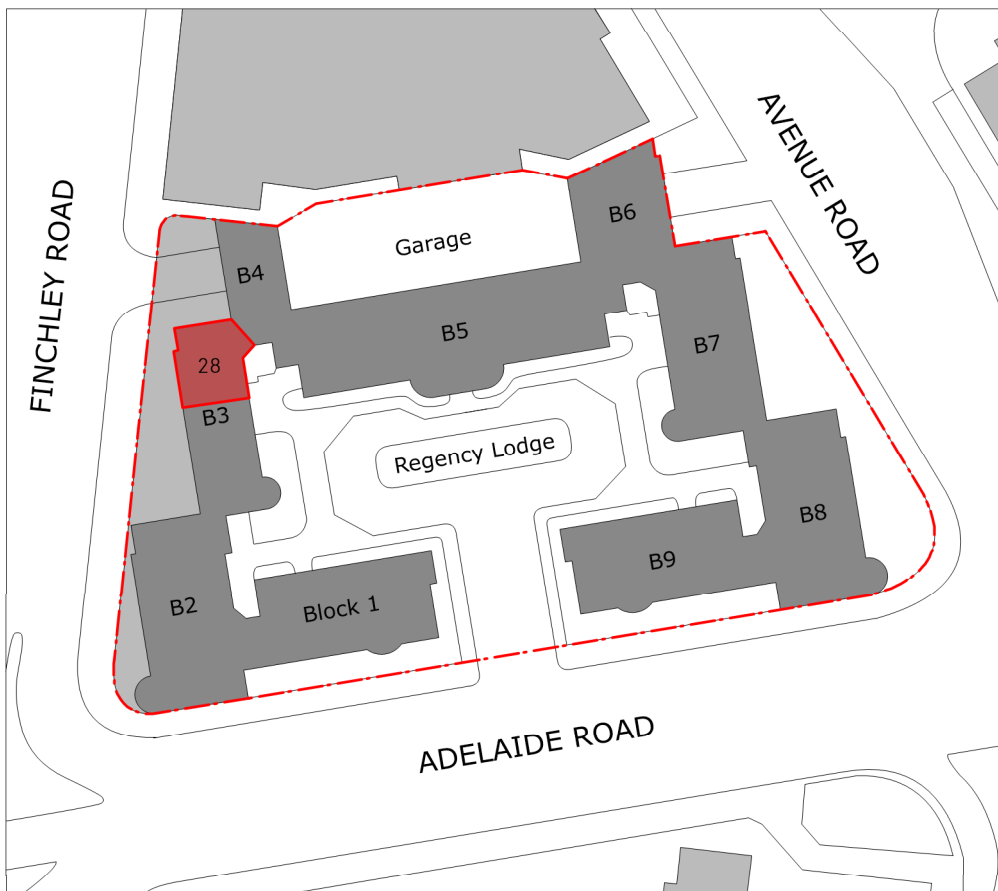 AVENUE ROAD
FINCHLEY ROAD
B6
Garage
B4
B5
B7
28
B3
Regency Lodge
B8
B9
B2
Block 1
ADELAIDE ROAD